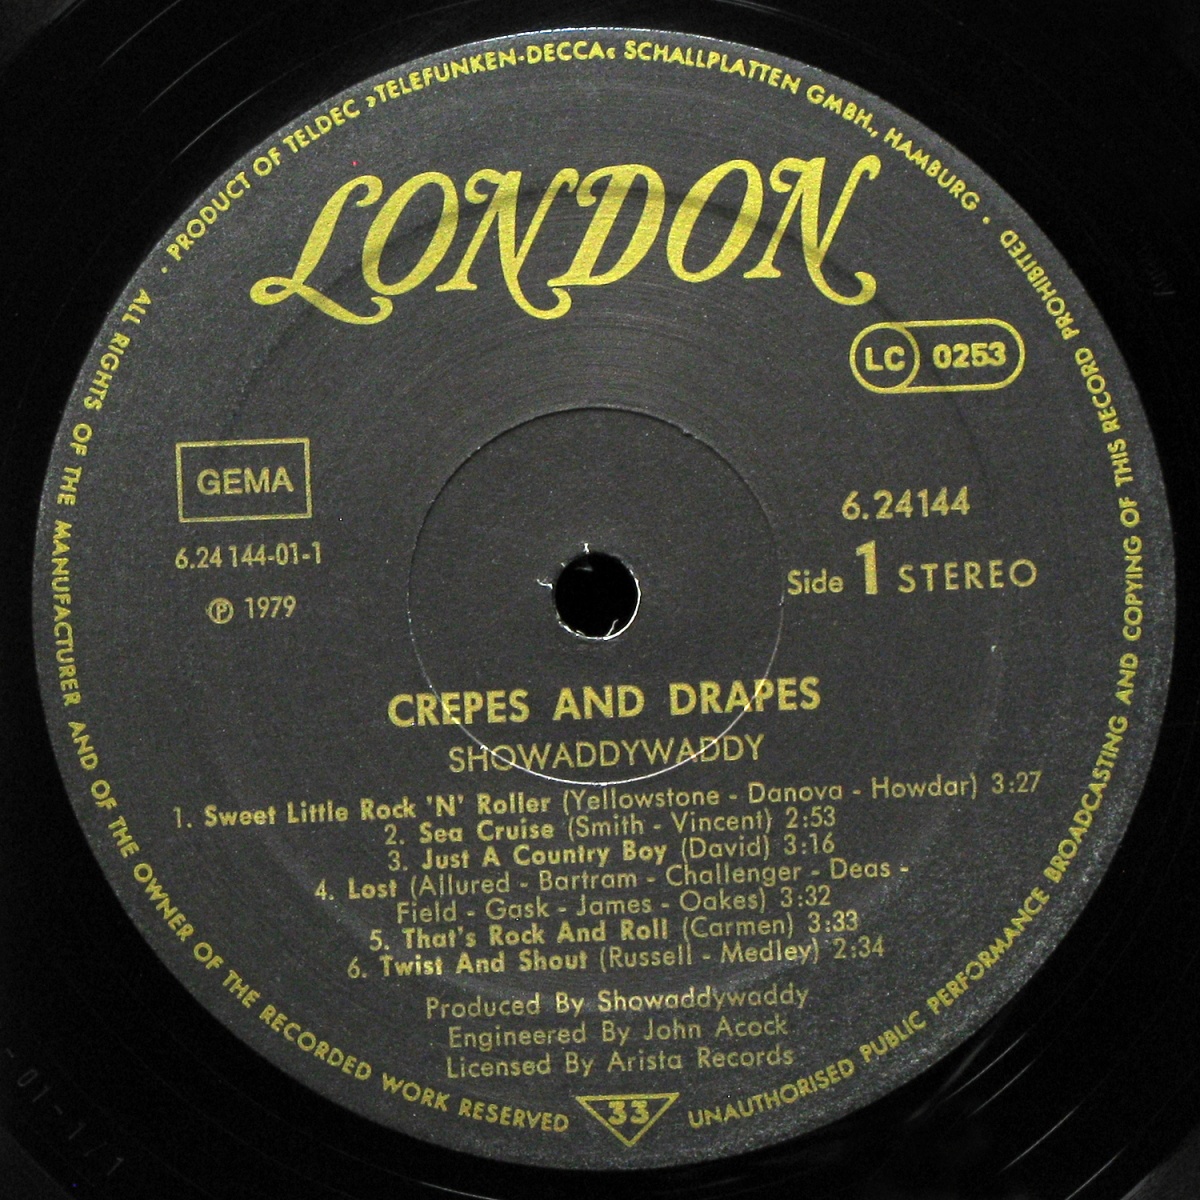 · PRODUCT OF TELDEC ›TELEFUNKEN-DECCA‹ SCHALLPLATTEN GMBH., HAMBURG ·
LONDON
LC 0253
GEMA
6.24144
6.24144-01-1
Side 1 STEREO
℗ 1979
CREPES AND DRAPES
SHOWADDYWADDY
1. Sweet Little Rock 'N' Roller (Yellowstone - Danova - Howdar) 3:27
2. Sea Cruise (Smith - Vincent) 2:53
3. Just A Country Boy (David) 3:16
4. Lost (Allured - Bartram - Challenger - Deas -
Field - Gask - James - Oakes) 3:32
5. That's Rock And Roll (Carmen) 3:33
6. Twist And Shout (Russell - Medley) 2:34
Produced By Showaddywaddy
Engineered By John Acock
Licensed By Arista Records
33
ALL RIGHTS OF THE MANUFACTURER AND OF THE OWNER OF THE RECORDED WORK RESERVED
UNAUTHORISED PUBLIC PERFORMANCE BROADCASTING AND COPYING OF THIS RECORD PROHIBITED